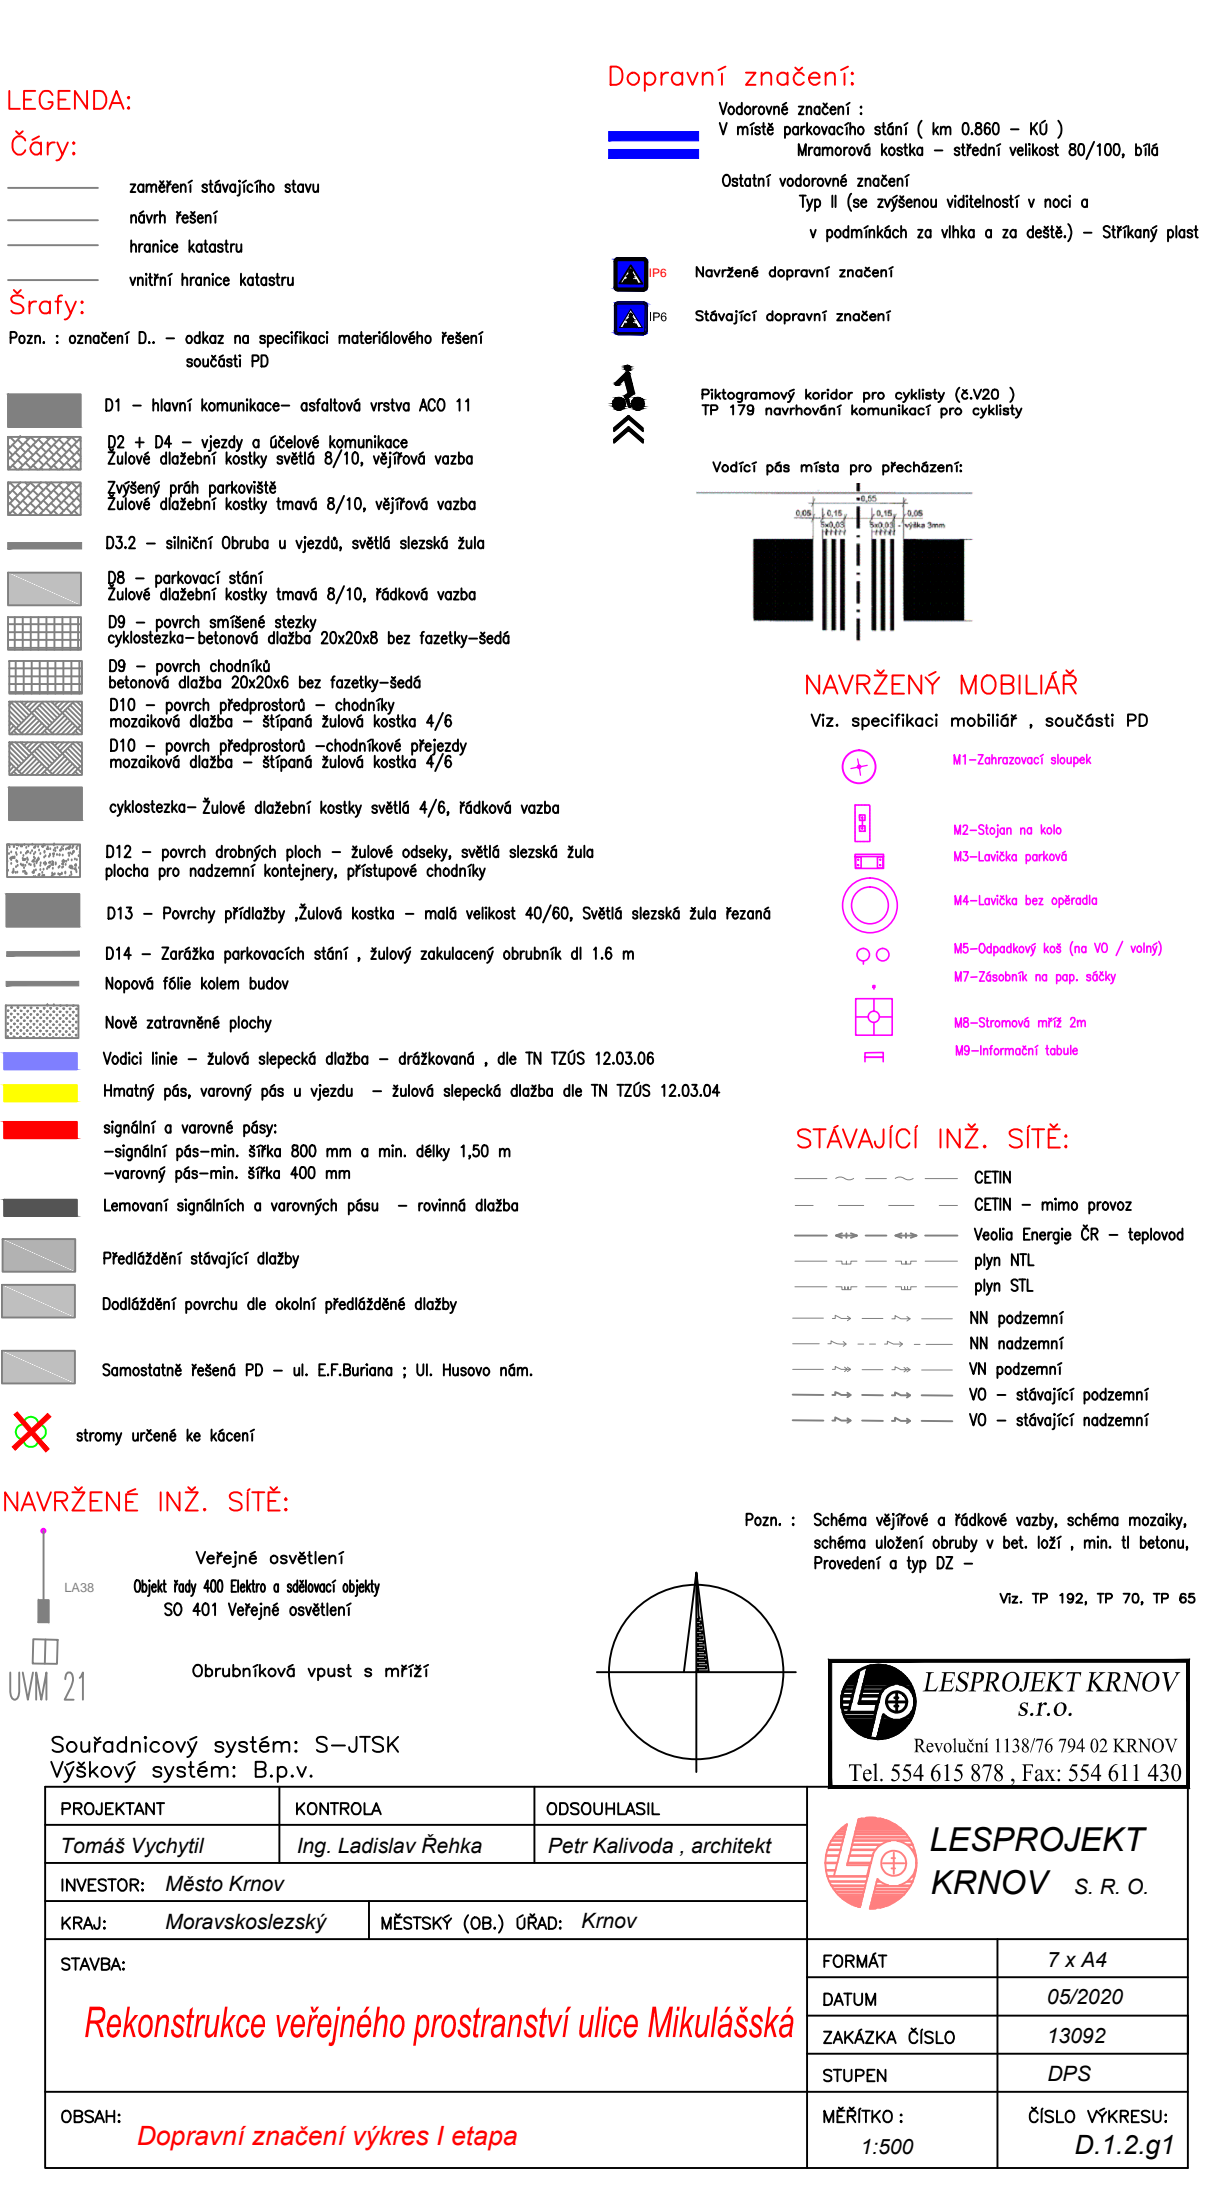 LEGENDA:
Čáry:
zaměření stávajícího stavu
návrh řešení
hranice katastru
vnitřní hranice katastru
Šrafy:
Pozn. : označení D.. – odkaz na specifikaci materiálového řešení
součásti PD
D1 – hlavní komunikace– asfaltová vrstva ACO 11
D2 + D4 – vjezdy a účelové komunikace
Žulové dlažební kostky světlá 8/10, vějířová vazba
Zvýšený práh parkoviště
Žulové dlažební kostky tmavá 8/10, vějířová vazba
D3.2 – silniční Obruba u vjezdů, světlá slezská žula
D8 – parkovací stání
Žulové dlažební kostky tmavá 8/10, řádková vazba
D9 – povrch smíšené stezky
cyklostezka–betonová dlažba 20x20x8 bez fazetky–šedá
D9 – povrch chodníků
betonová dlažba 20x20x6 bez fazetky–šedá
D10 – povrch předprostorů – chodníky
mozaiková dlažba – štípaná žulová kostka 4/6
D10 – povrch předprostorů –chodníkové přejezdy
mozaiková dlažba – štípaná žulová kostka 4/6
cyklostezka– Žulové dlažební kostky světlá 4/6, řádková vazba
D12 – povrch drobných ploch – žulové odseky, světlá slezská žula
plocha pro nadzemní kontejnery, přístupové chodníky
D13 – Povrchy přídlažby ,Žulová kostka – malá velikost 40/60, Světlá slezská žula řezaná
D14 – Zarážka parkovacích stání , žulový zakulacený obrubník dl 1.6 m
Nopová fólie kolem budov
Nově zatravněné plochy
Vodici linie – žulová slepecká dlažba – drážkovaná , dle TN TZÚS 12.03.06
Hmatný pás, varovný pás u vjezdu – žulová slepecká dlažba dle TN TZÚS 12.03.04
signální a varovné pásy:
–signální pás–min. šířka 800 mm a min. délky 1,50 m
–varovný pás–min. šířka 400 mm
Lemovaní signálních a varovných pásu – rovinná dlažba
Předláždění stávající dlažby
Dodláždění povrchu dle okolní předlážděné dlažby
Samostatně řešená PD – ul. E.F.Buriana ; Ul. Husovo nám.
stromy určené ke kácení
NAVRŽENÉ INŽ. SÍTĚ:
LA38
Veřejné osvětlení
Objekt řady 400 Elektro a sdělovací objekty
SO 401 Veřejné osvětlení
UVM 21
Obrubníková vpust s mříží
Dopravní značení:
Vodorovné značení :
V místě parkovacího stání ( km 0.860 – KÚ )
Mramorová kostka – střední velikost 80/100, bílá
Ostatní vodorovné značení
Typ II (se zvýšenou viditelností v noci a
v podmínkách za vlhka a za deště.) – Stříkaný plast
IP6 Navržené dopravní značení
IP6 Stávající dopravní značení
Piktogramový koridor pro cyklisty (č.V20 )
TP 179 navrhování komunikací pro cyklisty
Vodící pás místa pro přecházení:
0,55
0,05 0,15 0,15 0,05
5x0,03 5x0,03 - výška 3mm
NAVRŽENÝ MOBILIÁŘ
Viz. specifikaci mobiliář , součásti PD
M1–Zahrazovací sloupek
M2–Stojan na kolo
M3–Lavička parková
M4–Lavička bez opěradla
M5–Odpadkový koš (na VO / volný)
M7–Zásobník na pap. sáčky
M8–Stromová mříž 2m
M9–Informační tabule
STÁVAJÍCÍ INŽ. SÍTĚ:
CETIN
CETIN – mimo provoz
Veolia Energie ČR – teplovod
plyn NTL
plyn STL
NN podzemní
NN nadzemní
VN podzemní
VO – stávající podzemní
VO – stávající nadzemní
Pozn. : Schéma vějířové a řádkové vazby, schéma mozaiky,
schéma uložení obruby v bet. loží , min. tl betonu,
Provedení a typ DZ –
Viz. TP 192, TP 70, TP 65
LESPROJEKT KRNOV
s.r.o.
Revoluční 1138/76 794 02 KRNOV
Tel. 554 615 878 , Fax: 554 611 430
Souřadnicový systém: S–JTSK
Výškový systém: B.p.v.
PROJEKTANT KONTROLA ODSOUHLASIL
Tomáš Vychytil Ing. Ladislav Řehka Petr Kalivoda , architekt
INVESTOR: Město Krnov
KRAJ: Moravskoslezský MĚSTSKÝ (OB.) ÚŘAD: Krnov
LESPROJEKT
KRNOV S. R. O.
STAVBA:
Rekonstrukce veřejného prostranství ulice Mikulášská
FORMÁT 7 x A4
DATUM 05/2020
ZAKÁZKA ČÍSLO 13092
STUPEN DPS
OBSAH:
Dopravní značení výkres I etapa
MĚŘÍTKO :
1:500
ČÍSLO VÝKRESU:
D.1.2.g1